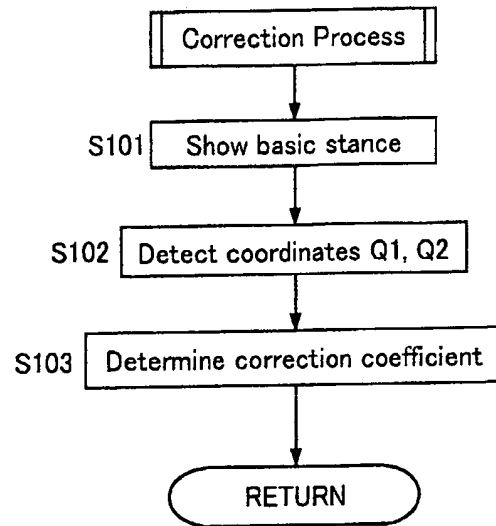 Correction Process
S101 Show basic stance
S102 Detect coordinates Q1, Q2
S103 Determine correction coefficient
RETURN